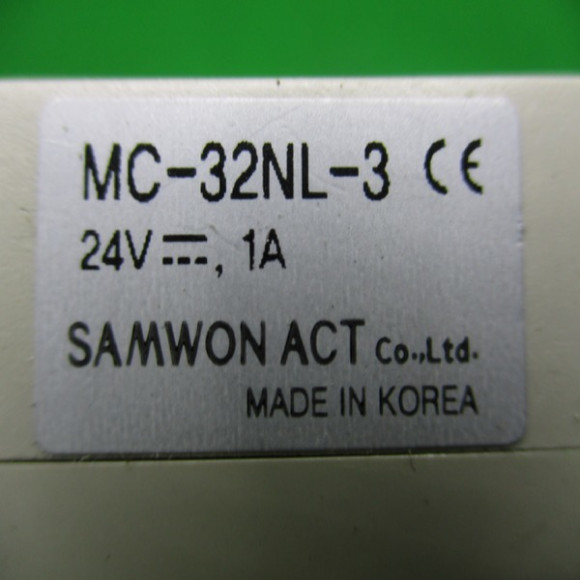 MC-32NL-3 CE
24V⎓, 1A
SAMWON ACT Co.,Ltd.
MADE IN KOREA